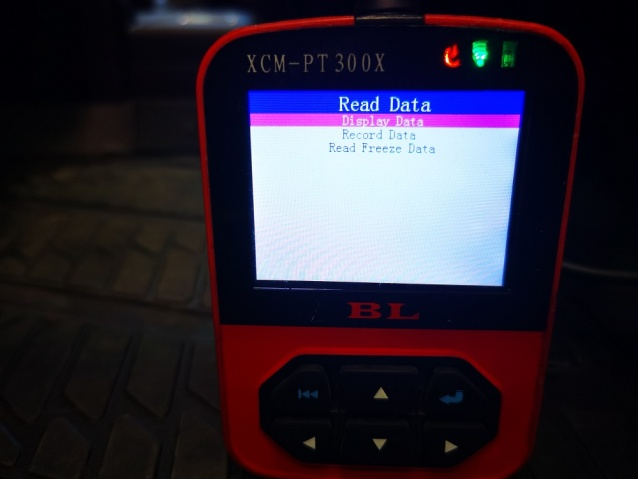 XCM-PT300X
Read Data
Display Data
Record Data
Read Freeze Data
BL